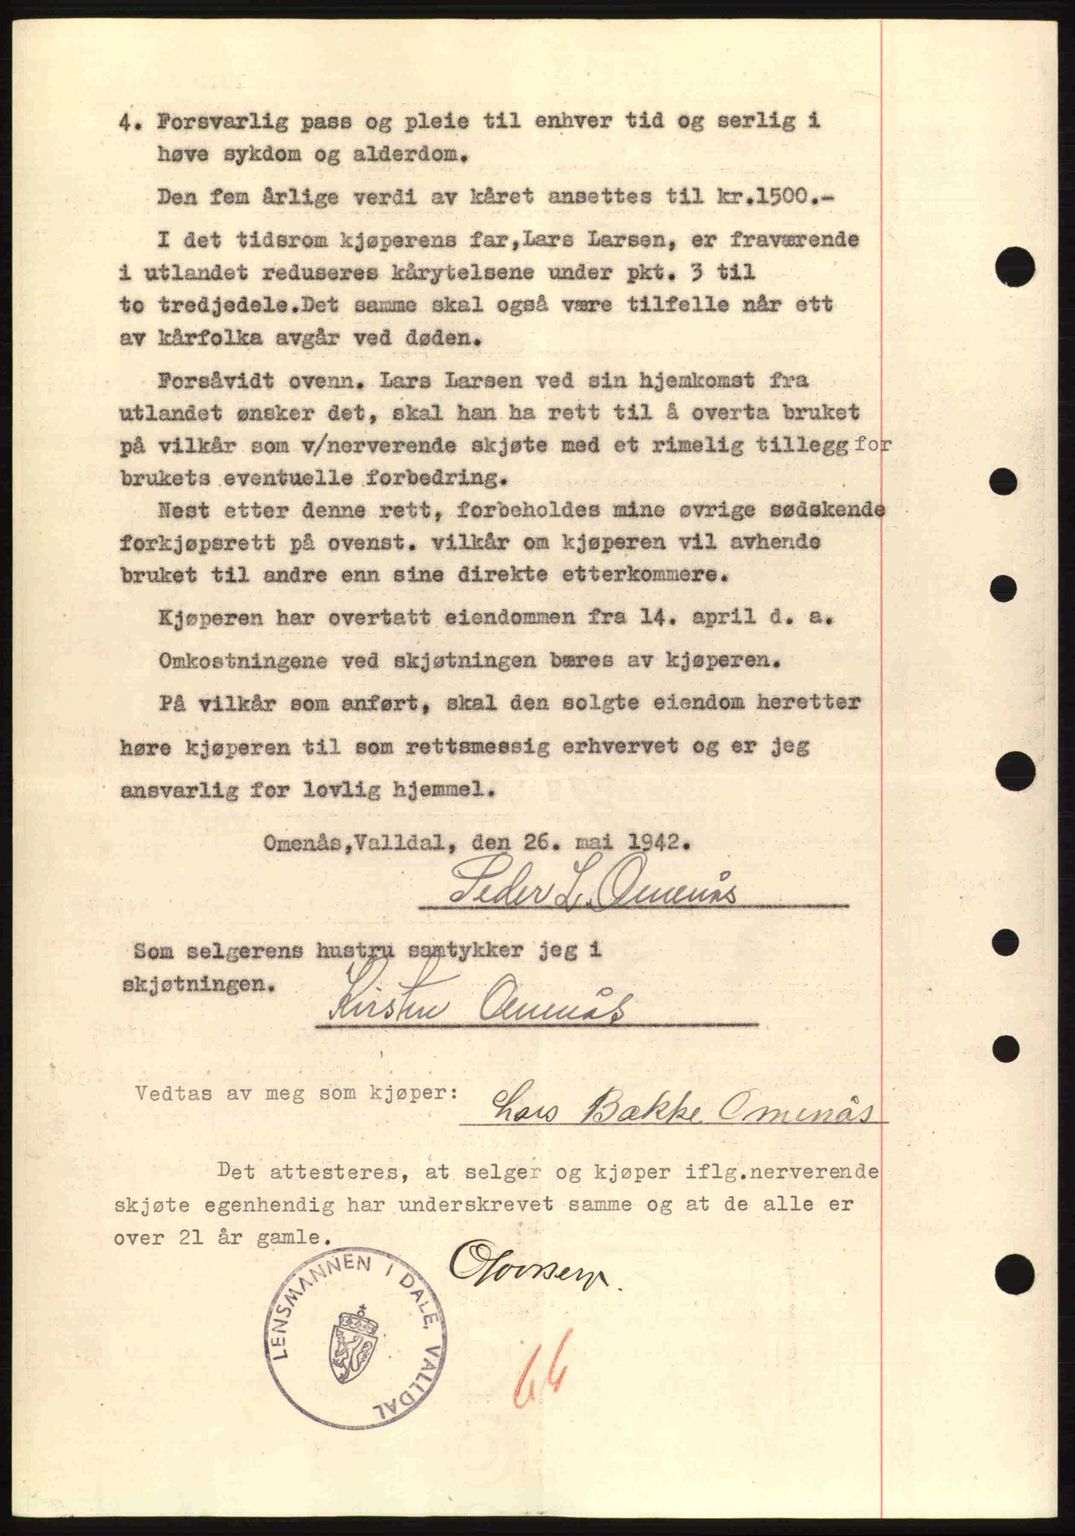 4. Forsvarlig pass og pleie til enhver tid og serlig i
høve sykdom og alderdom.
Den fem årlige verdi av kåret ansettes til kr.1500.-
I det tidsrom kjøperens far,Lars Larsen, er fraværende
i utlandet reduseres kårytelsene under pkt. 3 til
to tredjedele.Det samme skal også være tilfelle når ett
av kårfolka avgår ved døden.
Forsåvidt ovenn. Lars Larsen ved sin hjemkomst fra
utlandet ønsker det, skal han ha rett til å overta bruket
på vilkår som v/nerverende skjøte med et rimelig tillegg for
brukets eventuelle forbedring.
Nest etter denne rett, forbeholdes mine øvrige sødskende
forkjøpsrett på ovenst. vilkår om kjøperen vil avhende
bruket til andre enn sine direkte etterkommere.
Kjøperen har overtatt eiendommen fra 14. april d. a.
Omkostningene ved skjøtningen bæres av kjøperen.
På vilkår som anført, skal den solgte eiendom heretter
høre kjøperen til som rettsmessig erhvervet og er jeg
ansvarlig for lovlig hjemmel.
Omenås,Valldal, den 26. mai 1942.
Peder L. Omenås
Som selgerens hustru samtykker jeg i
skjøtningen.
Kirsten Omenås
Vedtas av meg som kjøper:
Lars Bakke Omenås
Det attesteres, at selger og kjøper iflg.nerverende
skjøte egenhendig har underskrevet samme og at de alle er
over 21 år gamle.
LENSMANNEN I DALE, VALLDAL
66